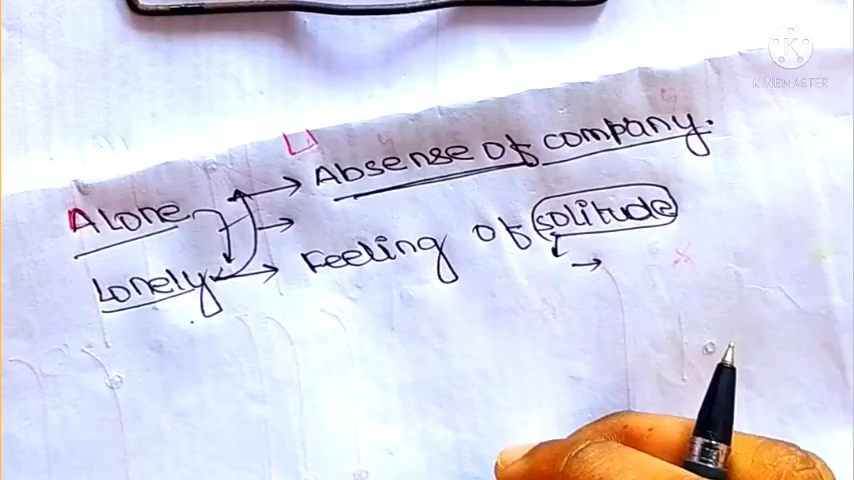 KINEMASTER
Alone → Absense of company.
Lonely → Feeling of solitude